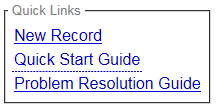 Quick Links
New Record
Quick Start Guide
Problem Resolution Guide